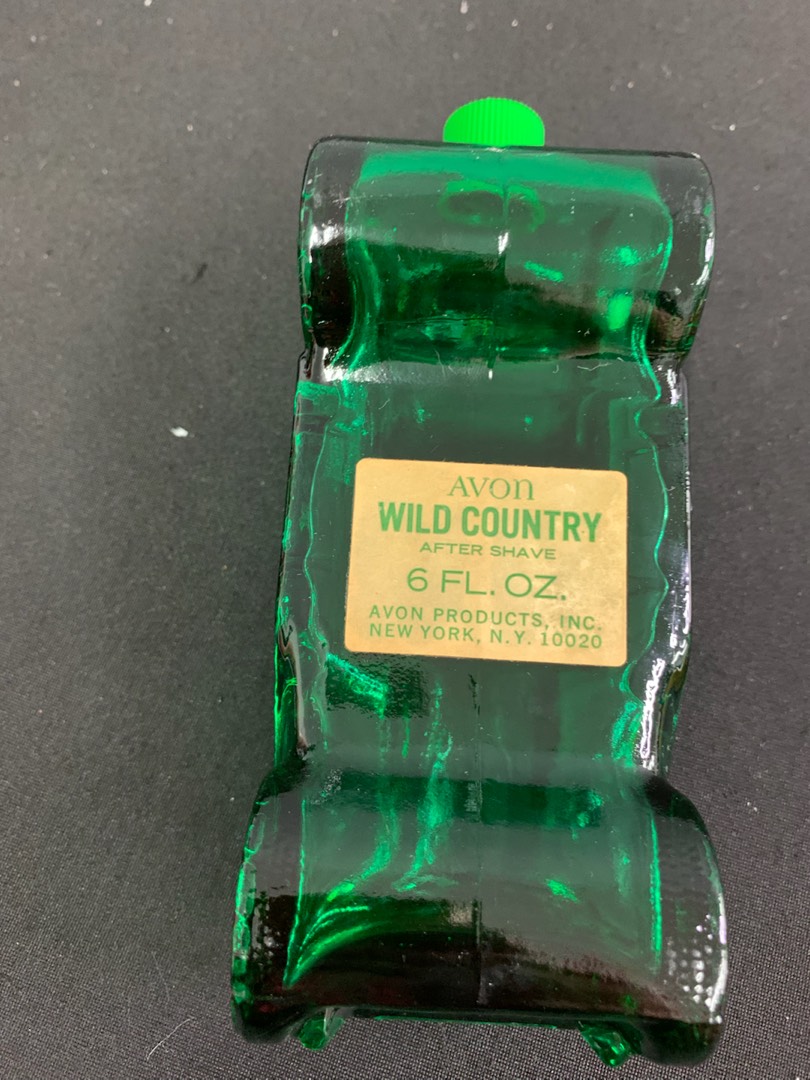 AVON
WILD COUNTRY
AFTER SHAVE
6 FL. OZ.
AVON PRODUCTS, INC.
NEW YORK, N.Y. 10020